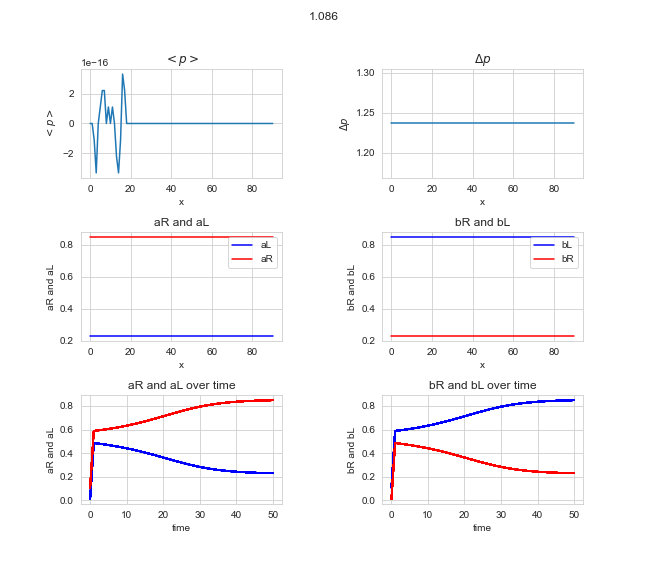 1.086
< p >
Δp
1e−16
< p >
2
0
−2
0 20 40 60 80
x
Δp
1.30
1.25
1.20
0 20 40 60 80
x
aR and aL
bR and bL
aR and aL
0.8
0.6
0.4
0.2
aL
aR
0 20 40 60 80
x
bR and bL
0.8
0.6
0.4
0.2
bL
bR
0 20 40 60 80
x
aR and aL over time
bR and bL over time
aR and aL
0.8
0.6
0.4
0.2
0.0
0 10 20 30 40 50
time
bR and bL
0.8
0.6
0.4
0.2
0.0
0 10 20 30 40 50
time